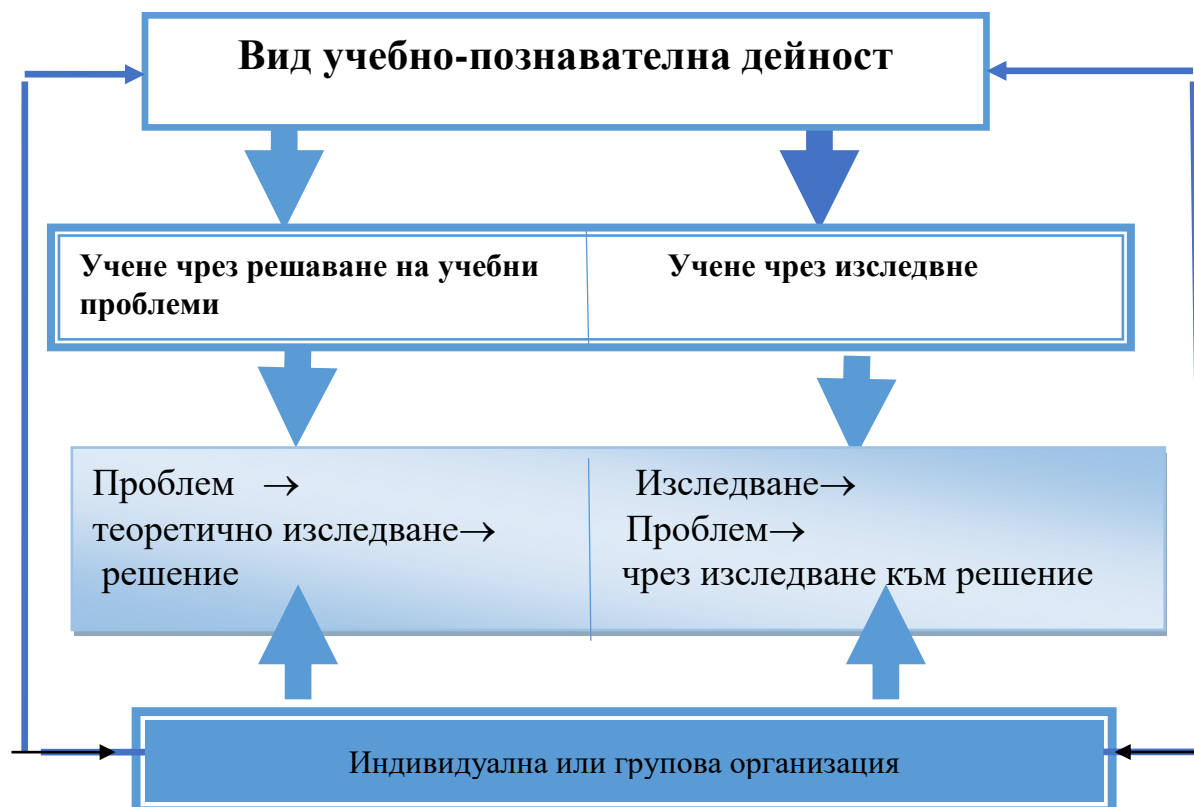 Вид учебно-познавателна дейност
Учене чрез решаване на учебни
проблеми
Учене чрез изследвне
Проблем →
теоретично изследване→
решение
Изследване→
Проблем→
чрез изследване към решение
Индивидуална или групова организация